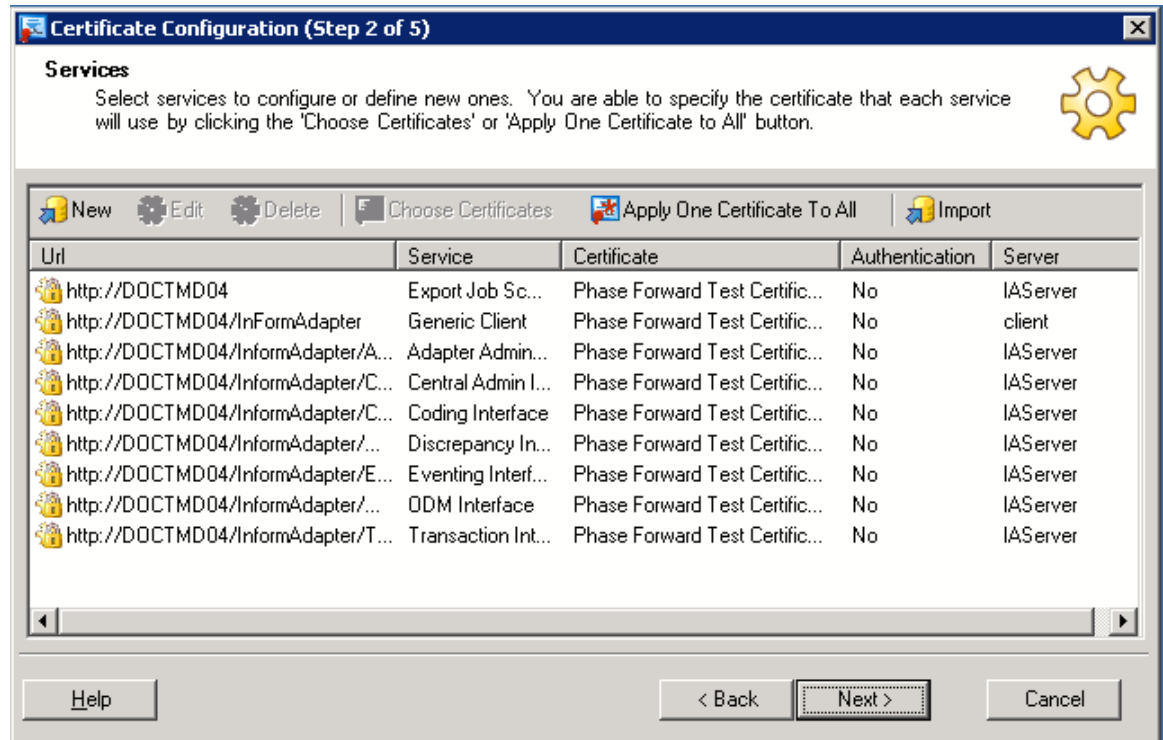 Certificate Configuration (Step 2 of 5)
Services
Select services to configure or define new ones. You are able to specify the certificate that each service
will use by clicking the 'Choose Certificates' or 'Apply One Certificate to All' button.
New Edit Delete Choose Certificates Apply One Certificate To All Import
Url Service Certificate Authentication Server
http://DOCTMD04 Export Job Sc... Phase Forward Test Certific... No IAServer
http://DOCTMD04/InFormAdapter Generic Client Phase Forward Test Certific... No client
http://DOCTMD04/InformAdapter/A... Adapter Admin... Phase Forward Test Certific... No IAServer
http://DOCTMD04/InformAdapter/C... Central Admin I... Phase Forward Test Certific... No IAServer
http://DOCTMD04/InformAdapter/C... Coding Interface Phase Forward Test Certific... No IAServer
http://DOCTMD04/InformAdapter/... Discrepancy In... Phase Forward Test Certific... No IAServer
http://DOCTMD04/InformAdapter/E... Eventing Interf... Phase Forward Test Certific... No IAServer
http://DOCTMD04/InformAdapter/... ODM Interface Phase Forward Test Certific... No IAServer
http://DOCTMD04/InformAdapter/T... Transaction Int... Phase Forward Test Certific... No IAServer
Help < Back Next > Cancel